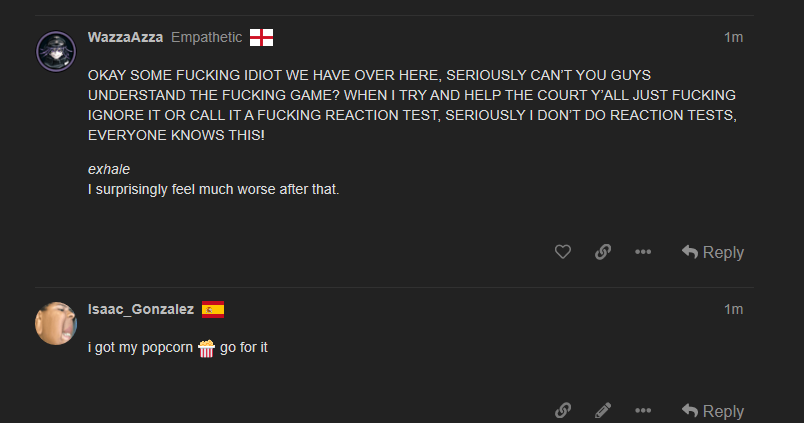 WazzaAzza Empathetic 1m
OKAY SOME FUCKING IDIOT WE HAVE OVER HERE, SERIOUSLY CAN'T YOU GUYS
UNDERSTAND THE FUCKING GAME? WHEN I TRY AND HELP THE COURT Y'ALL JUST FUCKING
IGNORE IT OR CALL IT A FUCKING REACTION TEST, SERIOUSLY I DON'T DO REACTION TESTS,
EVERYONE KNOWS THIS!
exhale
I surprisingly feel much worse after that.
Reply
Isaac_Gonzalez 1m
i got my popcorn 🍿 go for it
Reply